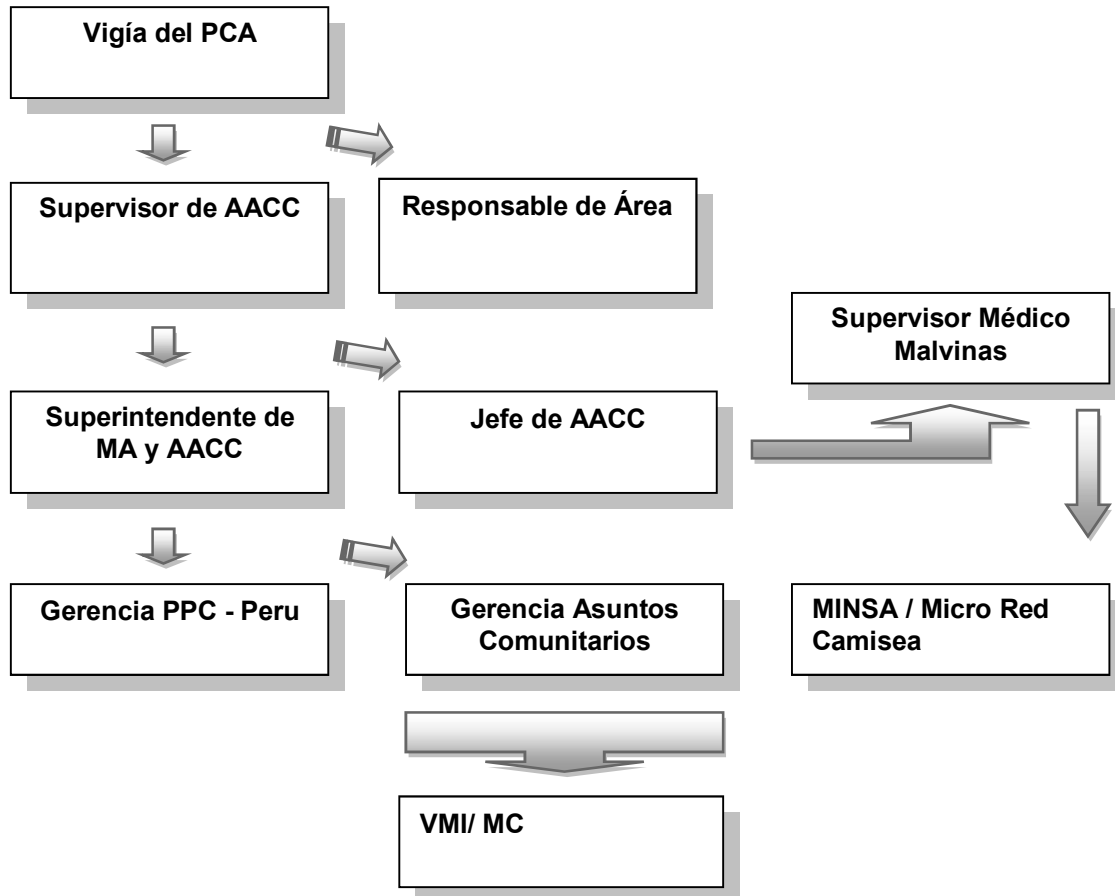 Vigía del PCA
Supervisor de AACC
Responsable de Área
Supervisor Médico
Malvinas
Superintendente de
MA y AACC
Jefe de AACC
Gerencia PPC - Peru
Gerencia Asuntos
Comunitarios
MINSA / Micro Red
Camisea
VMI/ MC